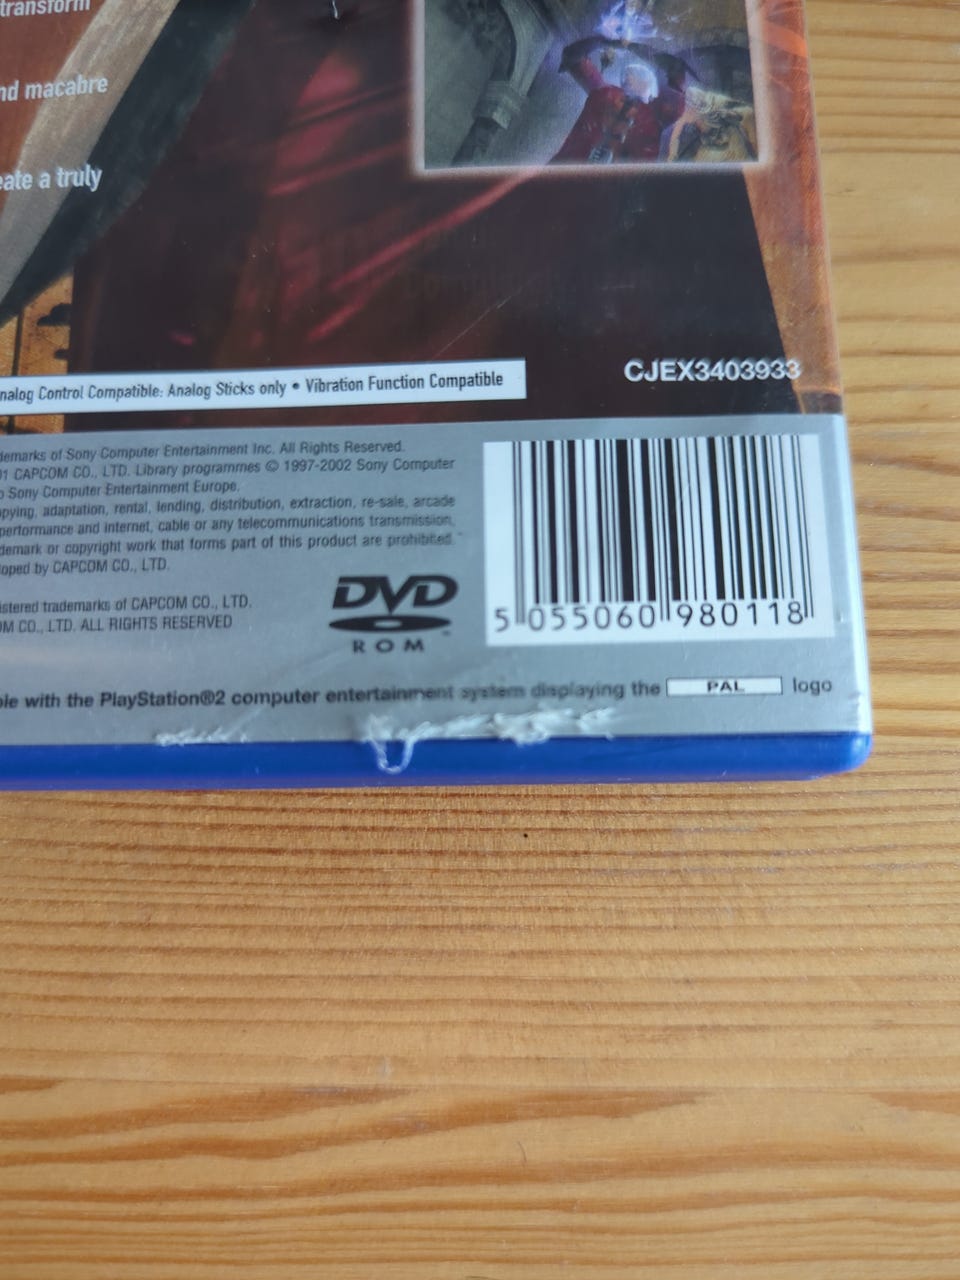 transform
nd macabre
eate a truly
CJEX3403933
nalog Control Compatible: Analog Sticks only • Vibration Function Compatible
demarks of Sony Computer Entertainment Inc. All Rights Reserved.
01 CAPCOM CO., LTD. Library programmes © 1997-2002 Sony Computer
o Sony Computer Entertainment Europe.
opying, adaptation, rental, lending, distribution, extraction, re-sale, arcade
performance and internet, cable or any telecommunications transmission,
demark or copyright work that forms part of this product are prohibited.
loped by CAPCOM CO., LTD.
istered trademarks of CAPCOM CO., LTD.
OM CO., LTD. ALL RIGHTS RESERVED
DVD
ROM
5 055060 980118
ble with the PlayStation®2 computer entertainment system displaying the PAL logo